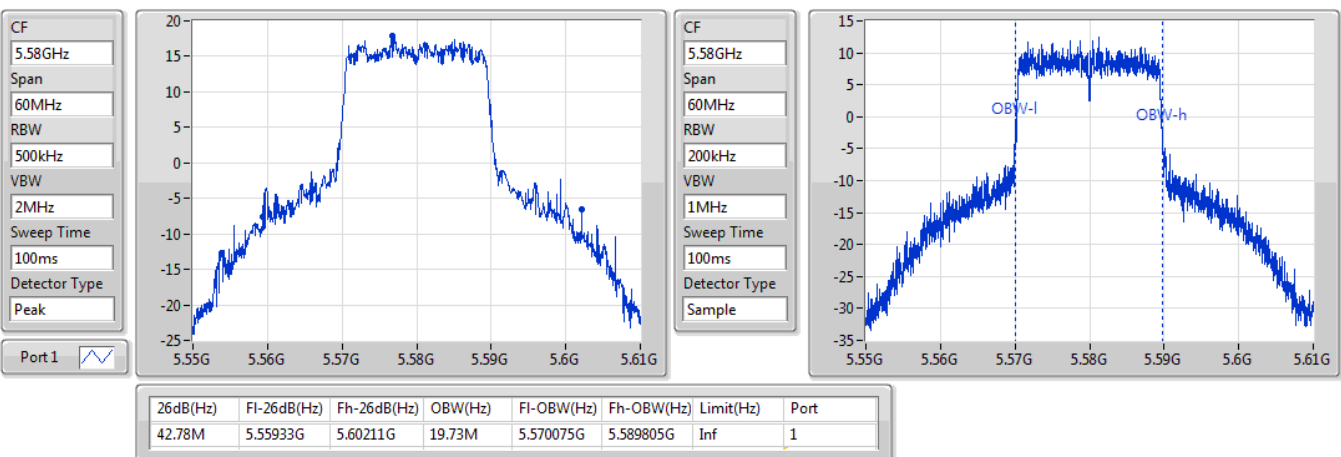 CF
5.58GHz
Span
60MHz
RBW
500kHz
VBW
2MHz
Sweep Time
100ms
Detector Type
Peak
Port 1
20
15
10
5
0
-5
-10
-15
-20
-25
5.55G 5.56G 5.57G 5.58G 5.59G 5.6G 5.61G
CF
5.58GHz
Span
60MHz
RBW
200kHz
VBW
1MHz
Sweep Time
100ms
Detector Type
Sample
15
10
5
0
-5
-10
-15
-20
-25
-30
-35
OBW-l
OBW-h
5.55G 5.56G 5.57G 5.58G 5.59G 5.6G 5.61G
26dB(Hz) Fl-26dB(Hz) Fh-26dB(Hz) OBW(Hz) Fl-OBW(Hz) Fh-OBW(Hz) Limit(Hz) Port
42.78M 5.55933G 5.60211G 19.73M 5.570075G 5.589805G Inf 1